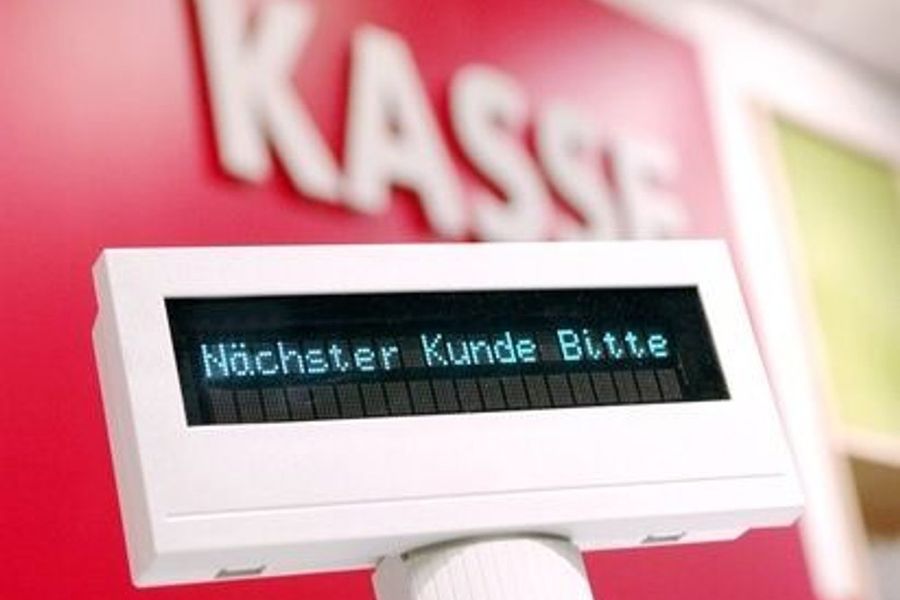 KASSE
Nächster Kunde Bitte